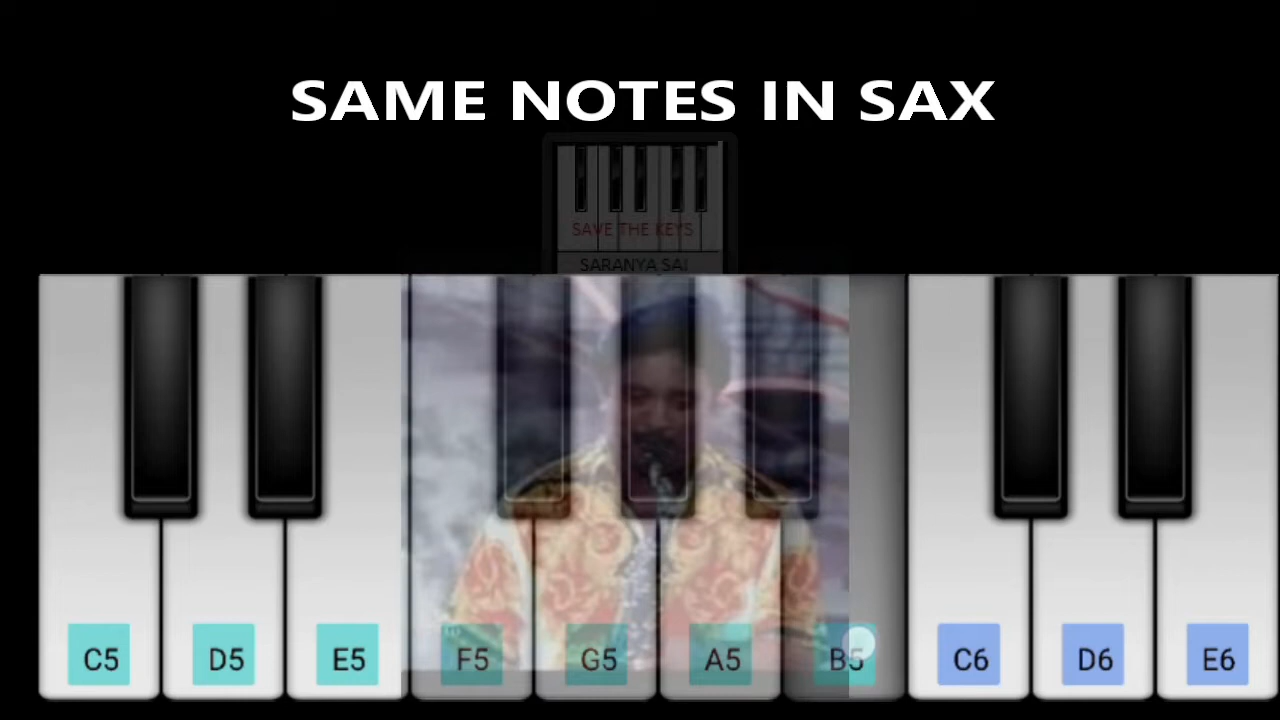 SAME NOTES IN SAX
SAVE THE KEYS
SARANYA SAI
C5 D5 E5 F5 G5 A5 B5 C6 D6 E6